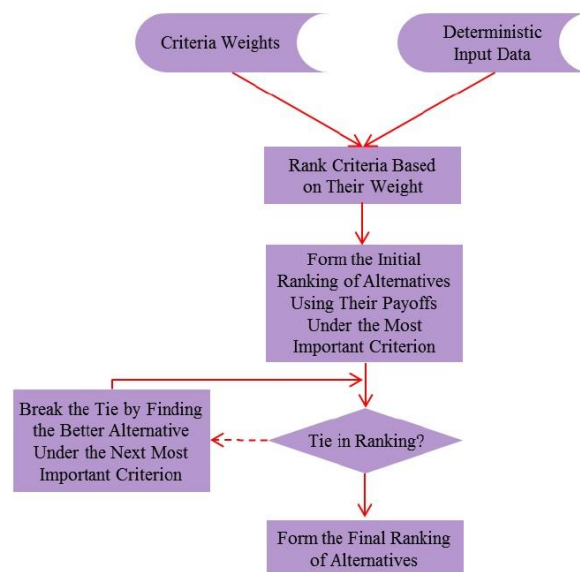 Criteria Weights
Deterministic
Input Data
Rank Criteria Based
on Their Weight
Form the Initial
Ranking of Alternatives
Using Their Payoffs
Under the Most
Important Criterion
Break the Tie by Finding
the Better Alternative
Under the Next Most
Important Criterion
Tie in Ranking?
Form the Final Ranking
of Alternatives